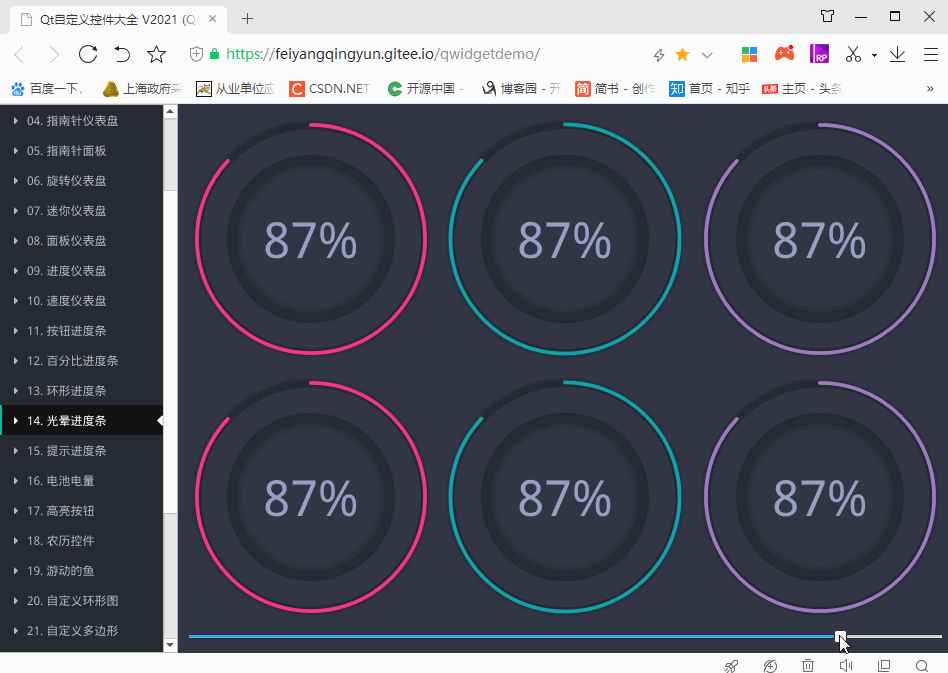 Qt自定义控件大全 V2021 (Q
https://feiyangqingyun.gitee.io/qwidgetdemo/
百度一下, 上海政府采 从业单位应 CSDN.NET 开源中国 - 博客园 - 开 简书 - 创作 知 首页 - 知乎 头条 主页 - 头条 »
04. 指南针仪表盘
05. 指南针面板
06. 旋转仪表盘
07. 迷你仪表盘
08. 面板仪表盘
09. 进度仪表盘
10. 速度仪表盘
11. 按钮进度条
12. 百分比进度条
13. 环形进度条
14. 光晕进度条
15. 提示进度条
16. 电池电量
17. 高亮按钮
18. 农历控件
19. 游动的鱼
20. 自定义环形图
21. 自定义多边形
87% 87% 87%
87% 87% 87%